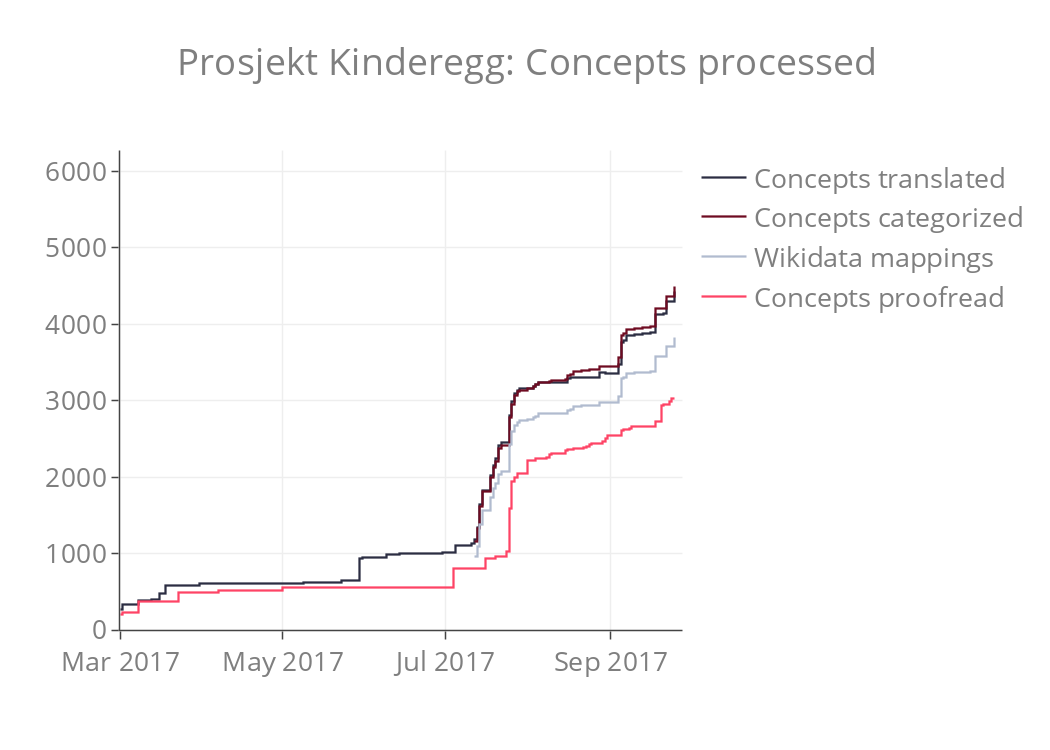 Prosjekt Kinderegg: Concepts processed
6000
5000
4000
3000
2000
1000
0
Mar 2017
May 2017
Jul 2017
Sep 2017
Concepts translated
Concepts categorized
Wikidata mappings
Concepts proofread